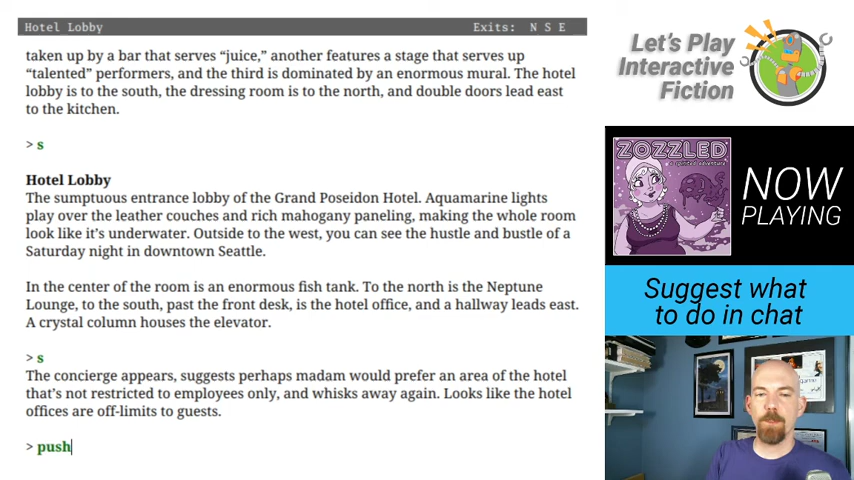 Hotel Lobby Exits: N S E
taken up by a bar that serves “juice,” another features a stage that serves up
“talented” performers, and the third is dominated by an enormous mural. The hotel
lobby is to the south, the dressing room is to the north, and double doors lead east
to the kitchen.
> s
Hotel Lobby
The sumptuous entrance lobby of the Grand Poseidon Hotel. Aquamarine lights
play over the leather couches and rich mahogany paneling, making the whole room
look like it’s underwater. Outside to the west, you can see the hustle and bustle of a
Saturday night in downtown Seattle.
In the center of the room is an enormous fish tank. To the north is the Neptune
Lounge, to the south, past the front desk, is the hotel office, and a hallway leads east.
A crystal column houses the elevator.
> s
The concierge appears, suggests perhaps madam would prefer an area of the hotel
that’s not restricted to employees only, and whisks away again. Looks like the hotel
offices are off-limits to guests.
> push
Let’s Play
Interactive
Fiction
ZOZZLED
a spirited adventure
NOW
PLAYING
Suggest what
to do in chat